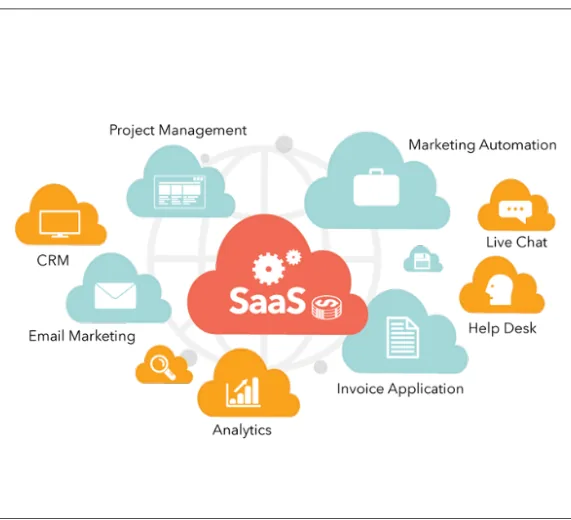 Project Management
Marketing Automation
Live Chat
CRM
SaaS
Email Marketing
Help Desk
Invoice Application
Analytics